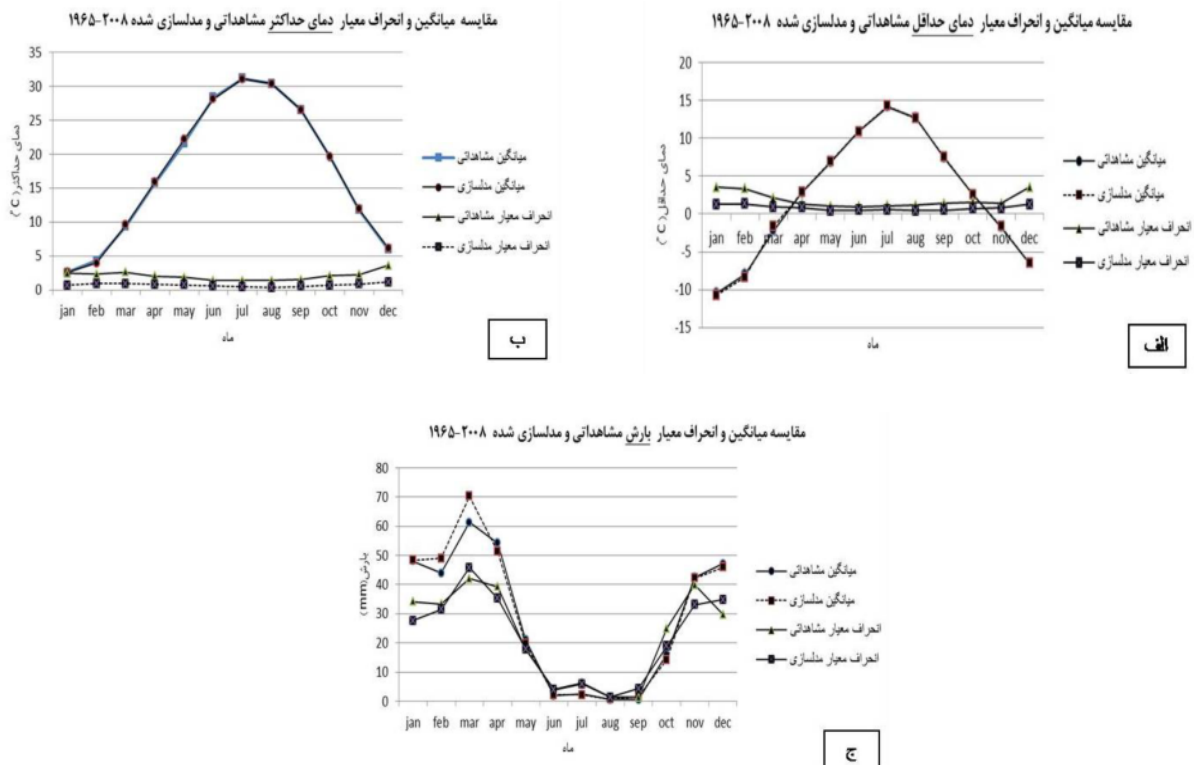 مقایسه میانگین و انحراف معیار دمای حداقل مشاهداتی و مدلسازی شده ۲۰۰۸-۱۹۶۵
20
15
10
5
0
-5
-10
-15
دمای حداقل(°C)
jan feb mar apr may jun jul aug sep oct nov dec
ماه
میانگین مشاهداتی
میانگین مدلسازی
انحراف معیار مشاهداتی
انحراف معیار مدلسازی
الف
مقایسه میانگین و انحراف معیار دمای حداکثر مشاهداتی و مدلسازی شده ۲۰۰۸-۱۹۶۵
35
30
25
20
15
10
5
0
دمای حداکثر(°C)
jan feb mar apr may jun jul aug sep oct nov dec
ماه
میانگین مشاهداتی
میانگین مدلسازی
انحراف معیار مشاهداتی
انحراف معیار مدلسازی
ب
مقایسه میانگین و انحراف معیار بارش مشاهداتی و مدلسازی شده ۲۰۰۸-۱۹۶۵
80
70
60
50
40
30
20
10
0
بارش(mm)
jan feb mar apr may jun jul aug sep oct nov dec
ماه
میانگین مشاهداتی
میانگین مدلسازی
انحراف معیار مشاهداتی
انحراف معیار مدلسازی
ج